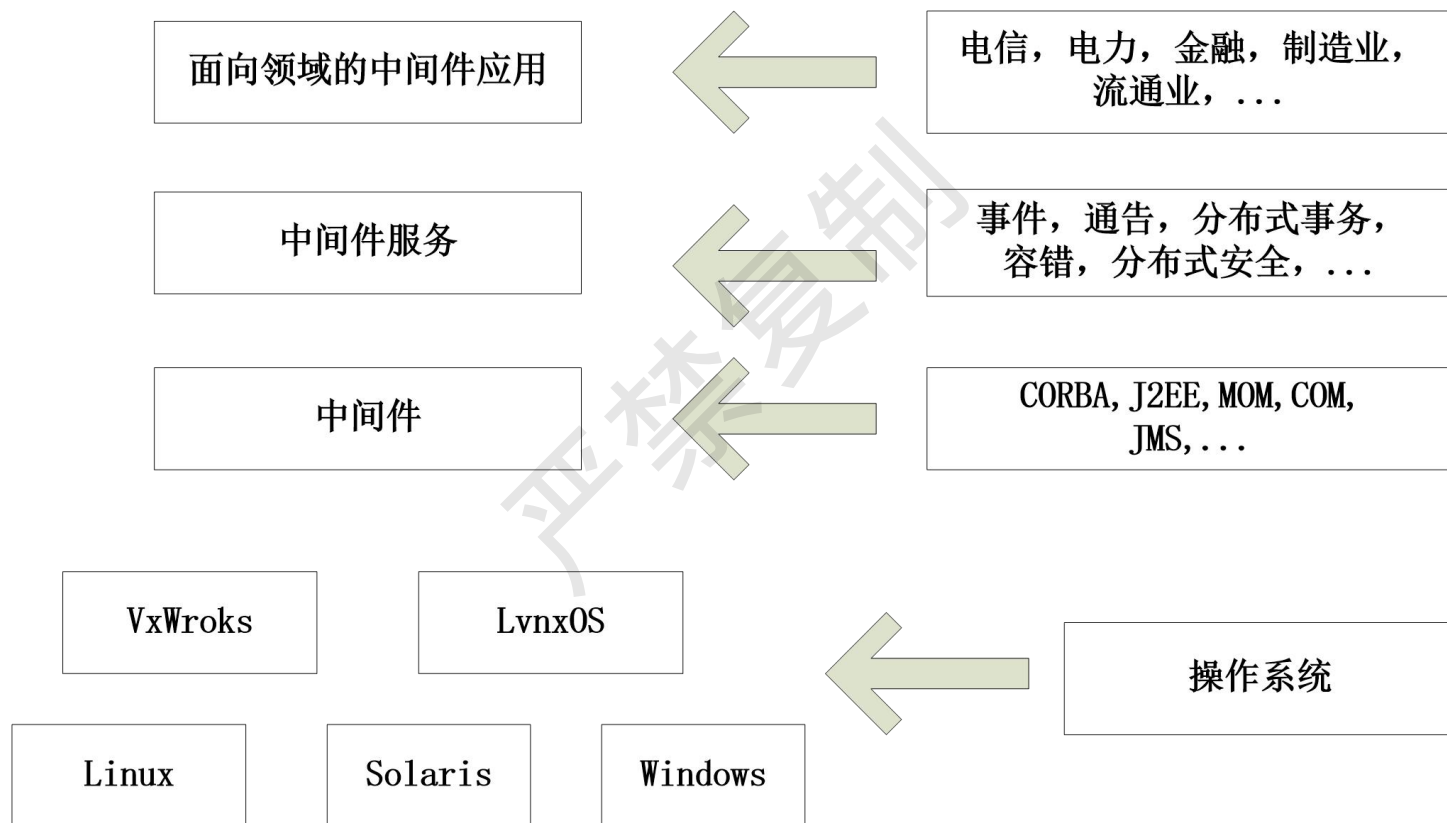 面向领域的中间件应用
电信，电力，金融，制造业，
流通业，...
中间件服务
事件，通告，分布式事务，
容错，分布式安全，...
中间件
CORBA,J2EE,MOM,COM,
JMS,...
严禁复制
VxWroks
LvnxOS
操作系统
Linux
Solaris
Windows